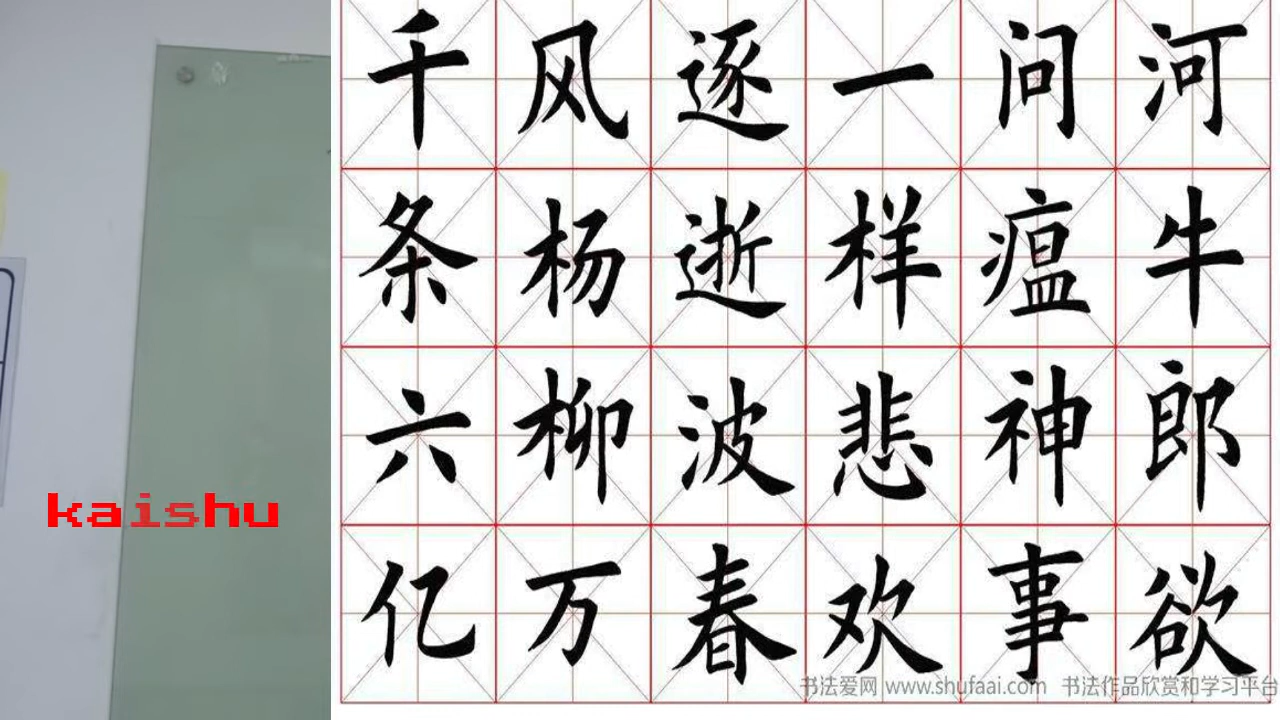 河牛郎欲
问瘟神事
一样悲欢
逐逝波春
风杨柳万
千条六亿
kaishu
书法爱网 www.shufaai.com 书法作品欣赏和学习平台